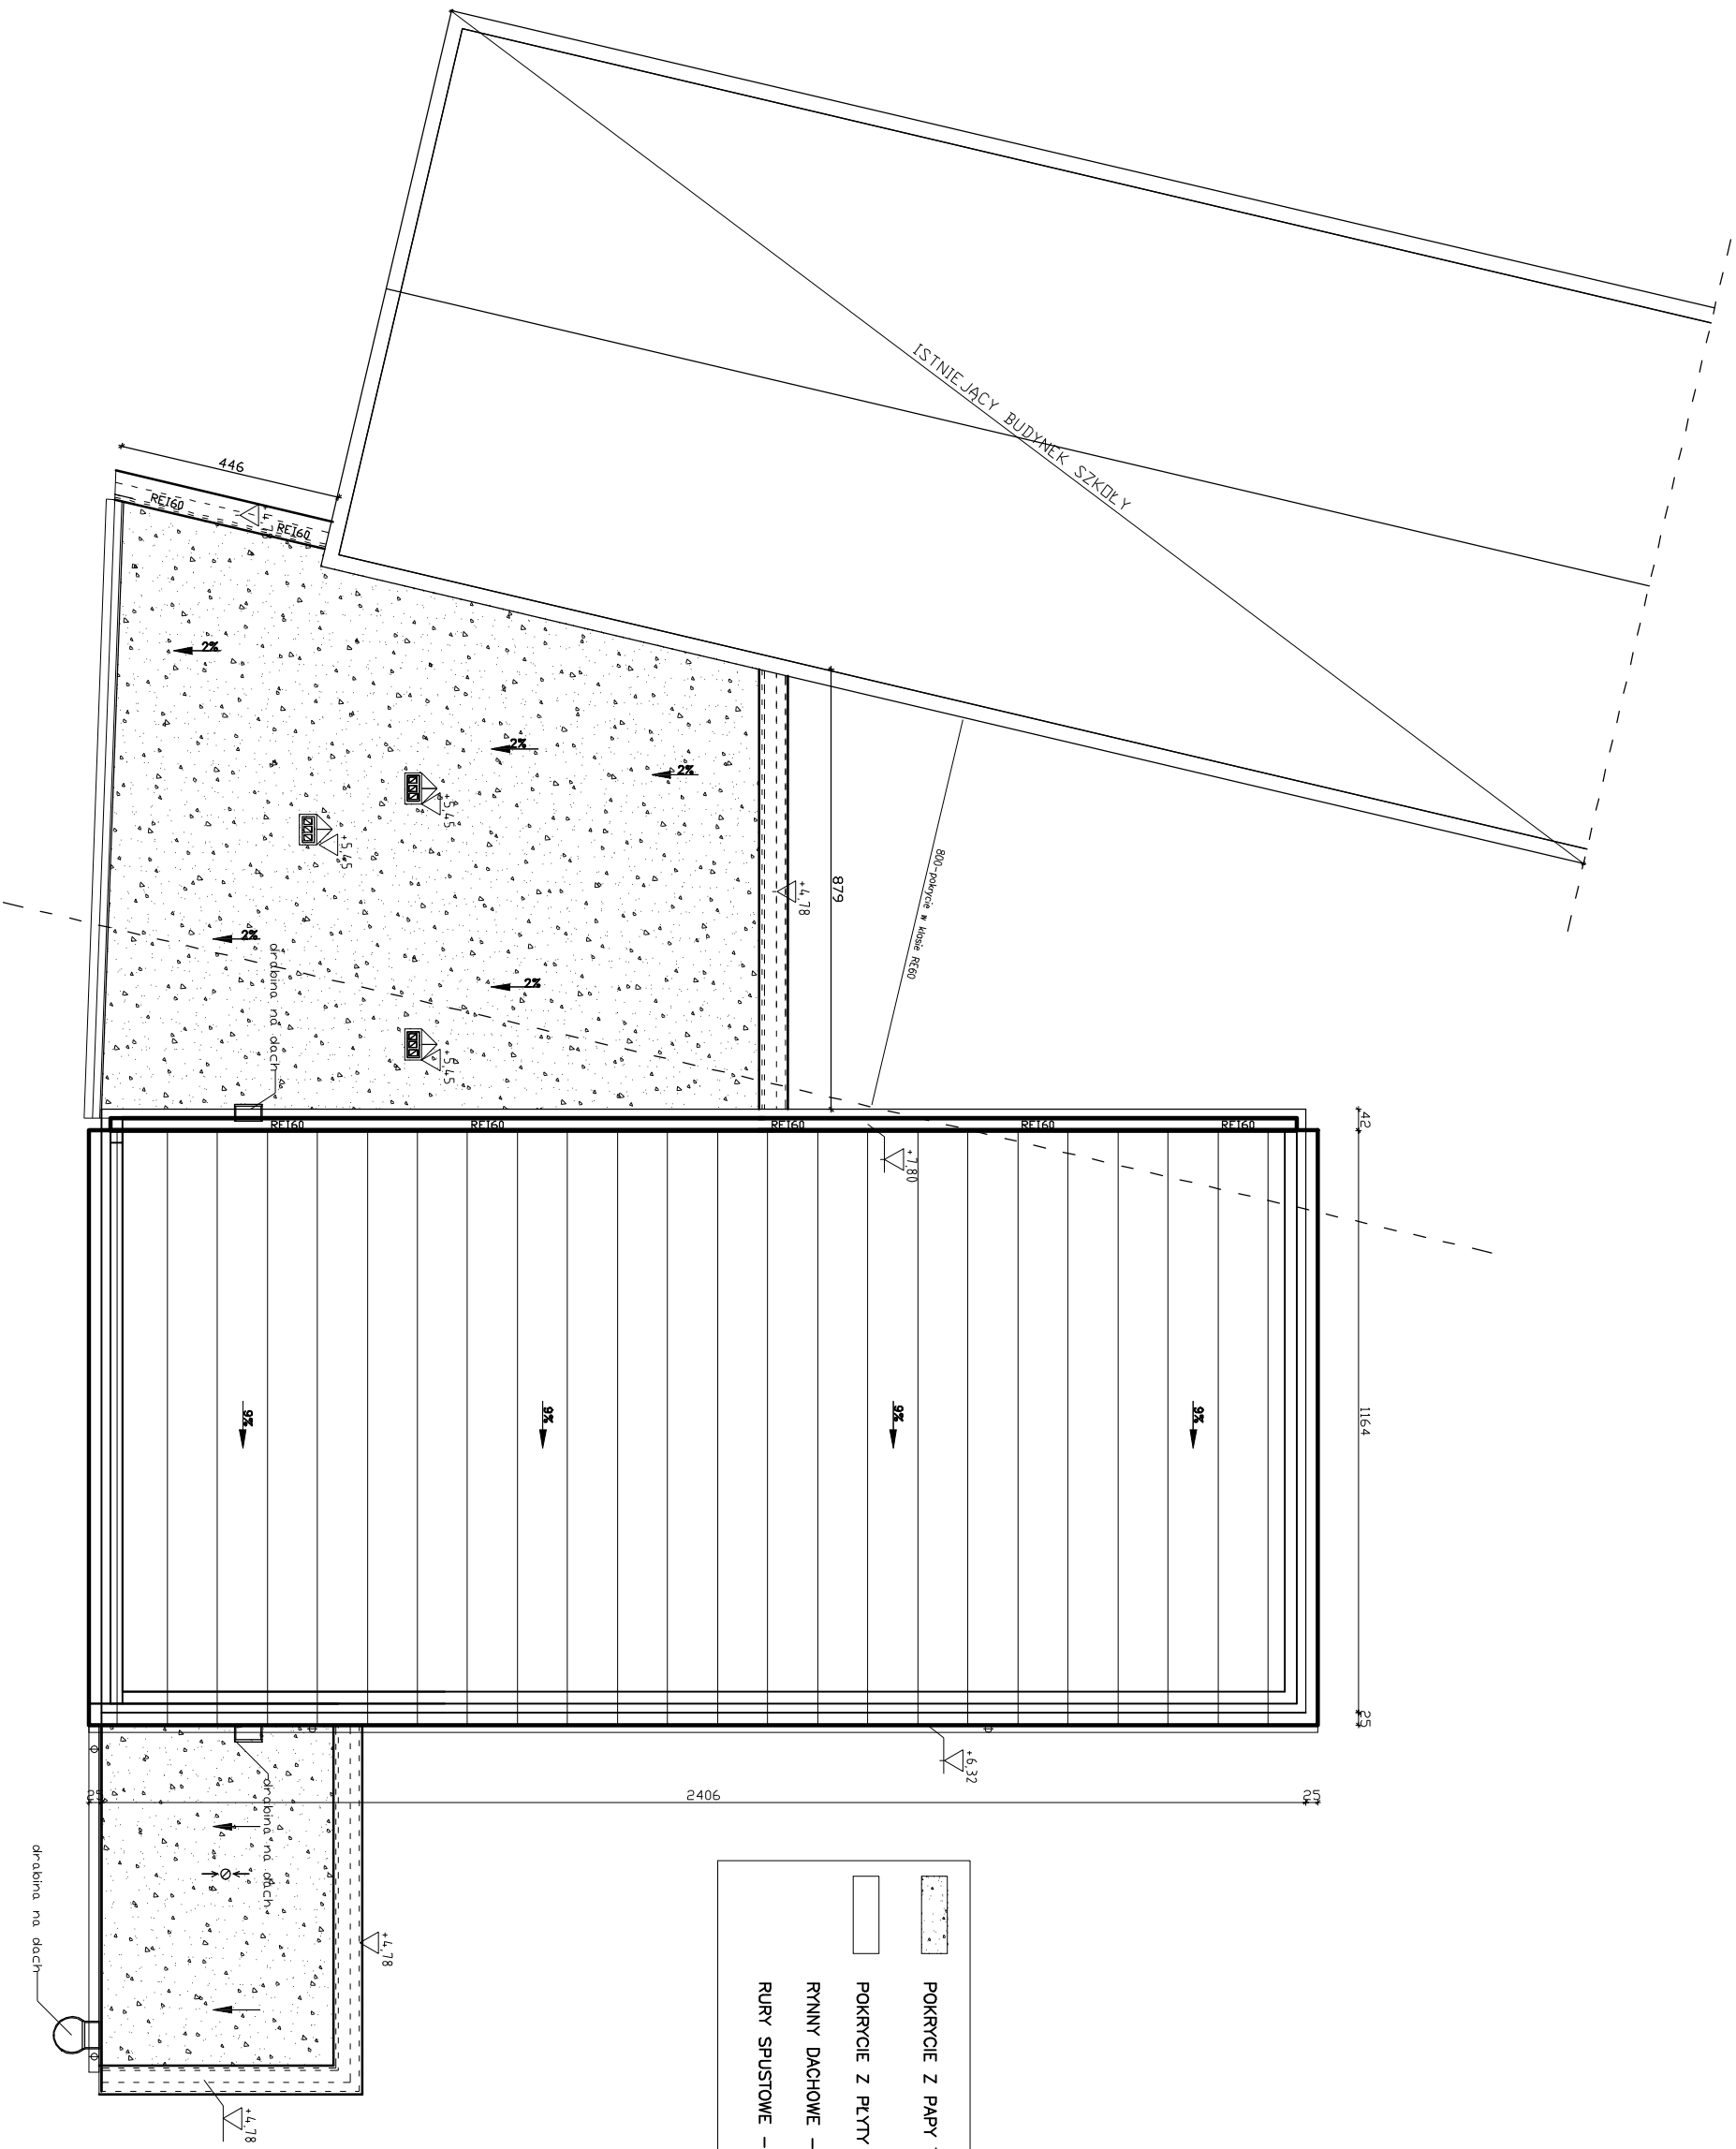 ISTNIEJĄCY BUDYNEK SZKOŁY
446
REI60
REI60
2%
2%
2%
2%
2%
+5,45
+5,45
+5,45
+4,78
879
800-pokrycie w klasie RE60
drabina na dach
REI60
REI60
REI60
REI60
REI60
+7,80
42
1164
25
9%
9%
9%
9%
+6,32
25
2406
25
drabina na dach
drabina na dach
+4,78
+4,78
POKRYCIE Z PAPY
POKRYCIE Z PŁYTY
RYNNY DACHOWE –
RURY SPUSTOWE –